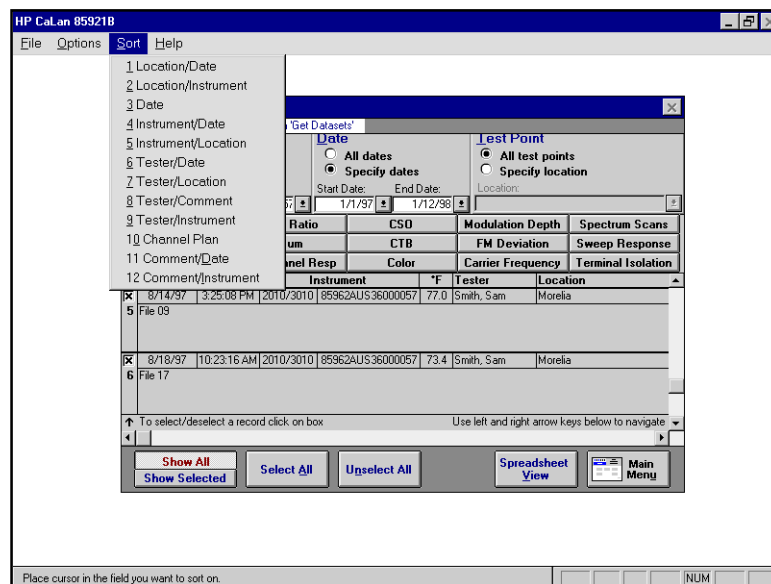 HP CaLan 85921B
File Options Sort Help
1 Location/Date
2 Location/Instrument
3 Date
4 Instrument/Date
5 Instrument/Location
6 Tester/Date
7 Tester/Location
8 Tester/Comment
9 Tester/Instrument
10 Channel Plan
11 Comment/Date
12 Comment/Instrument
'Get Datasets'
Date
All dates
Specify dates
Start Date: End Date:
1/1/97 1/12/98
Test Point
All test points
Specify location
Location:
Ratio CSO Modulation Depth Spectrum Scans
um CTB FM Deviation Sweep Response
nel Resp Color Carrier Frequency Terminal Isolation
Instrument °F Tester Location
8/14/97 3:25:08 PM 2010/3010 85962AUS36000057 77.0 Smith, Sam Morelia
5 File 09
8/18/97 10:23:16 AM 2010/3010 85962AUS36000057 73.4 Smith, Sam Morelia
6 File 17
To select/deselect a record click on box Use left and right arrow keys below to navigate
Show All
Show Selected
Select All
Unselect All
Spreadsheet View
Main Menu
Place cursor in the field you want to sort on. NUM